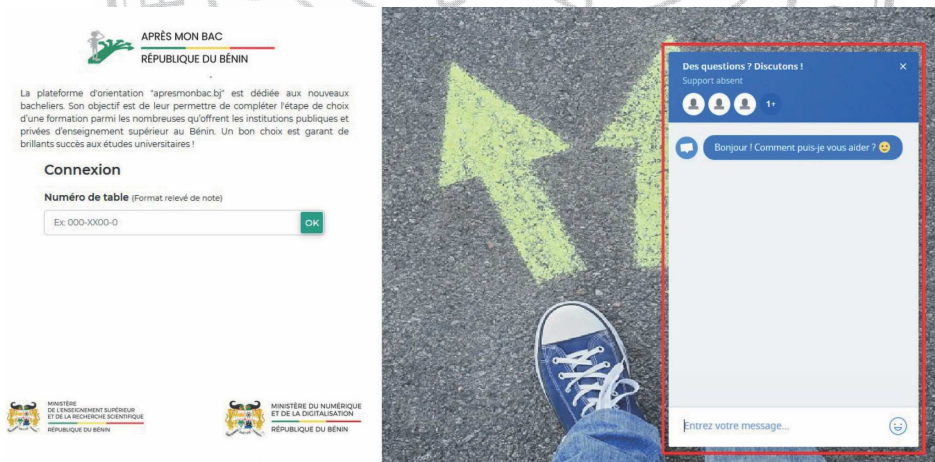 APRÈS MON BAC
RÉPUBLIQUE DU BÉNIN
La plateforme d'orientation "apresmonbac.bj" est dédiée aux nouveaux
bacheliers. Son objectif est de leur permettre de compléter l'étape de choix
d'une formation parmi les nombreuses qu'offrent les institutions publiques et
privées d'enseignement supérieur au Bénin. Un bon choix est garant de
brillants succès aux études universitaires !
Connexion
Numéro de table (Format relevé de note)
Ex: 000-XX00-0
OK
MINISTÈRE
DE L'ENSEIGNEMENT SUPÉRIEUR
ET DE LA RECHERCHE SCIENTIFIQUE
RÉPUBLIQUE DU BÉNIN
MINISTÈRE DU NUMÉRIQUE
ET DE LA DIGITALISATION
RÉPUBLIQUE DU BÉNIN
Des questions ? Discutons !
Support absent
1+
Bonjour ! Comment puis-je vous aider ? 🙂
Entrez votre message...